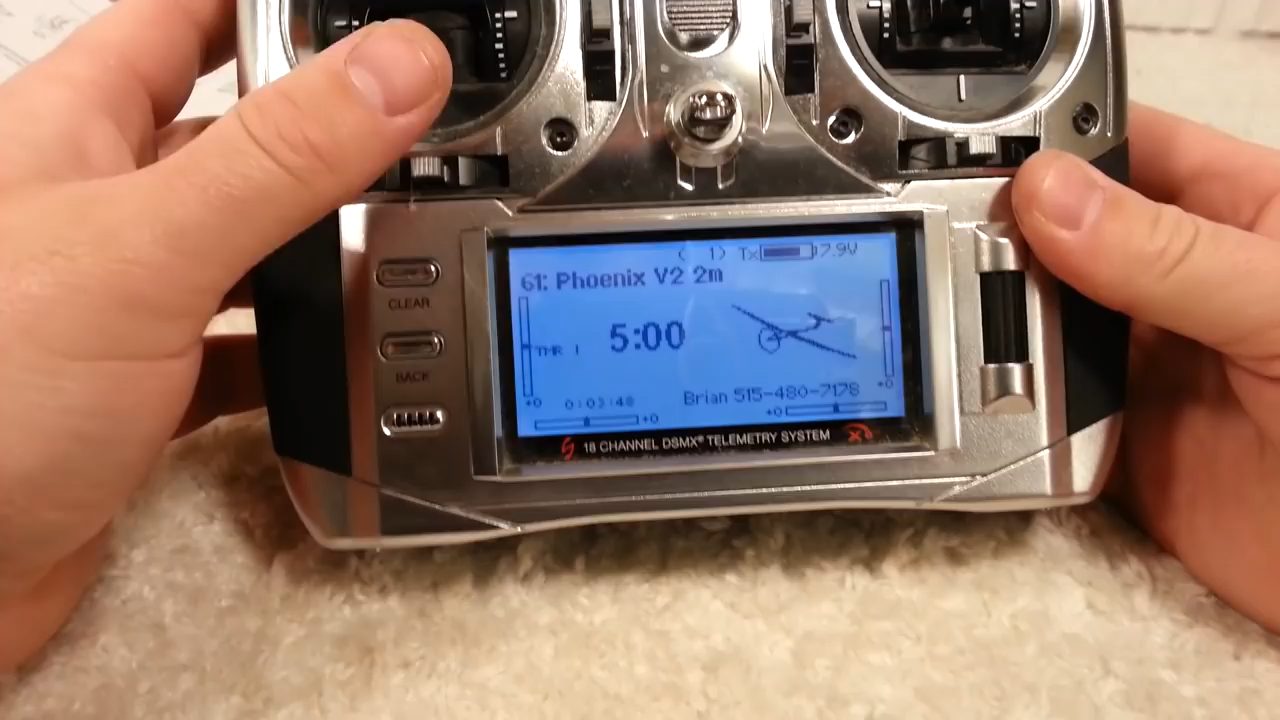 ( 1) Tx 7.9V
61: Phoenix V2 2m
THR
5:00
+0
+0
0:03:48
Brian 515-480-7178
+0
+0
18 CHANNEL DSMX® TELEMETRY SYSTEM
CLEAR
BACK